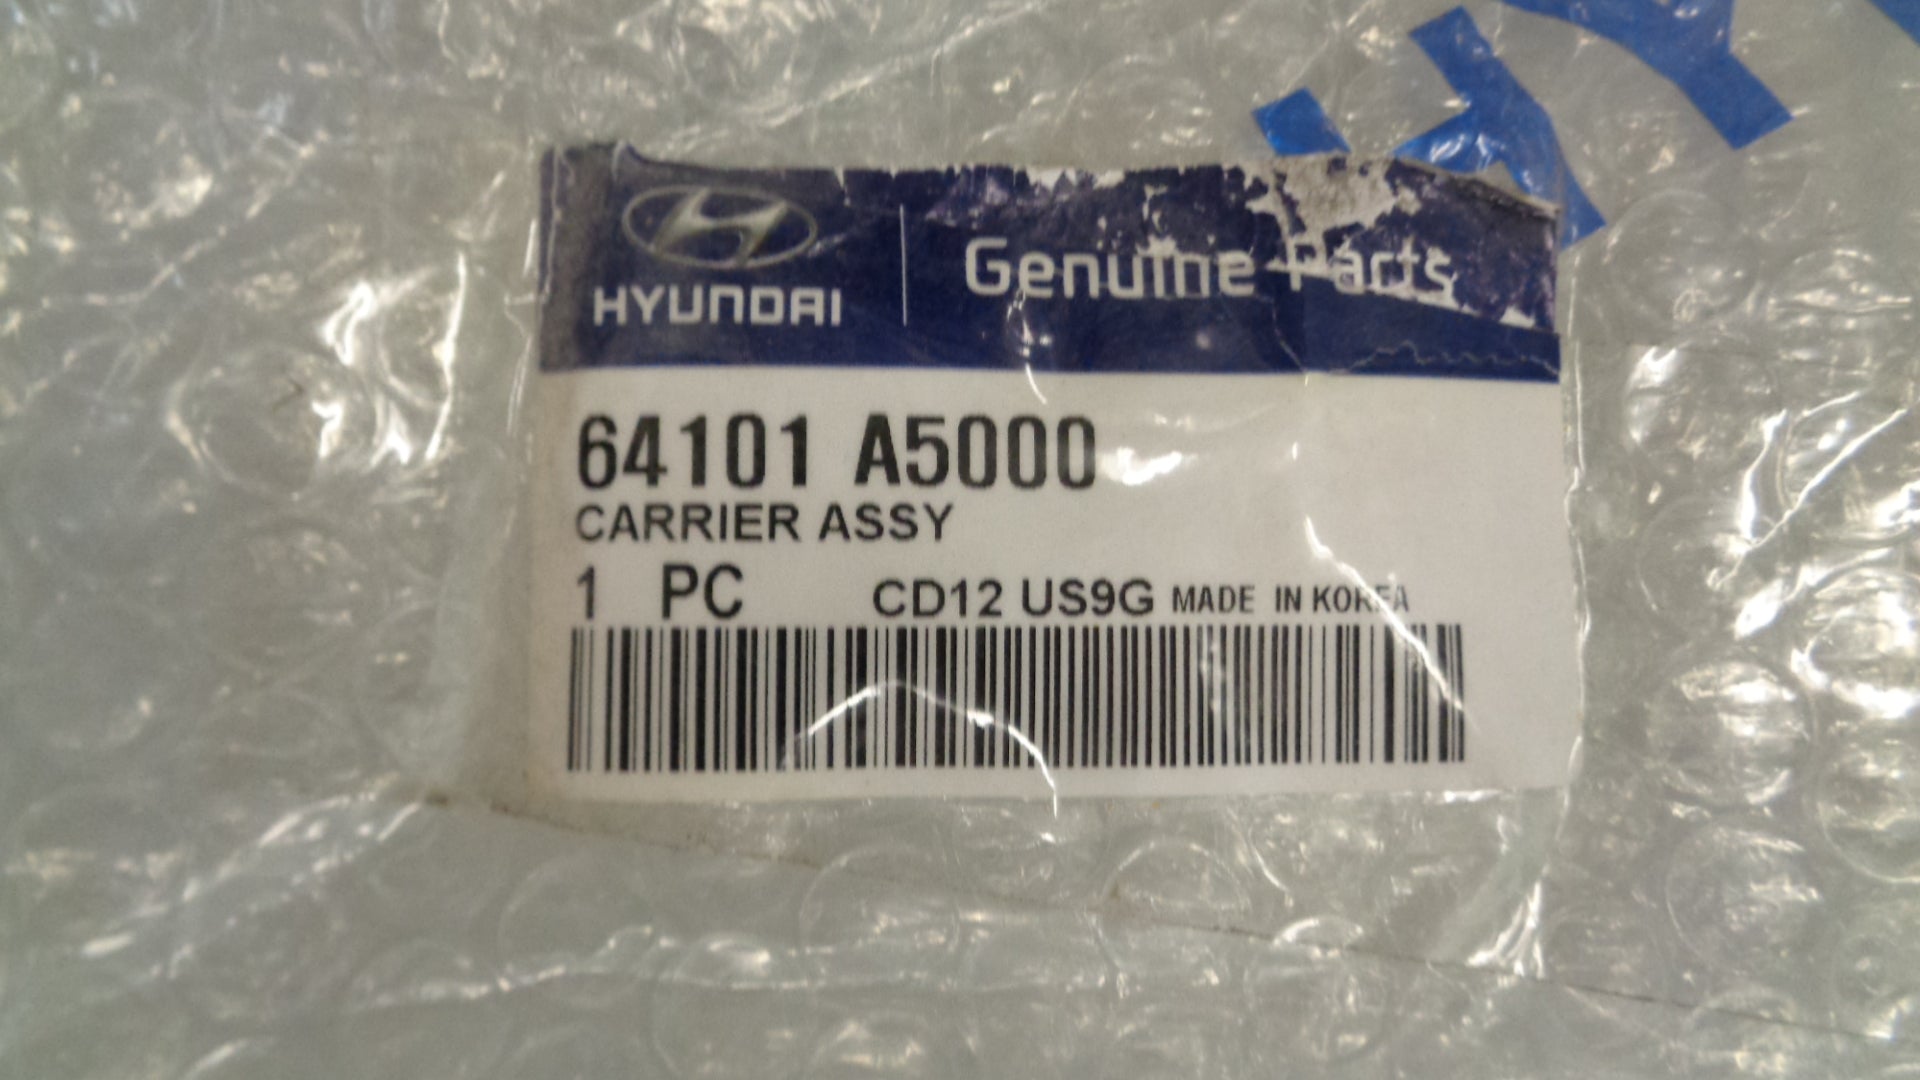 HYUNDAI
Genuine Parts
64101 A5000
CARRIER ASSY
1 PC CD12 US9G MADE IN KOREA